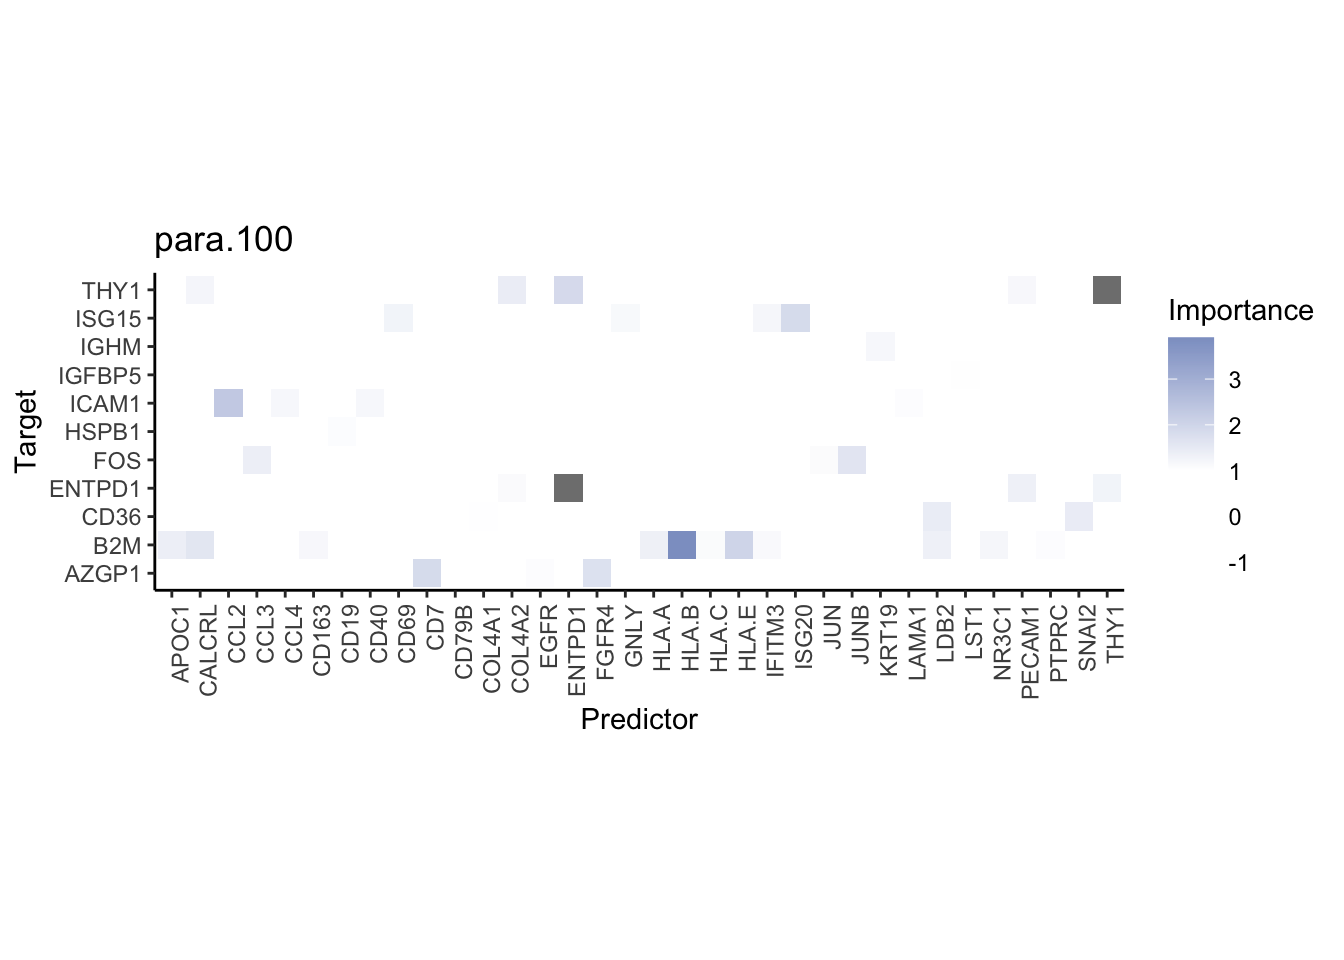 para.100
THY1
ISG15
IGHM
IGFBP5
ICAM1
HSPB1
FOS
ENTPD1
CD36
B2M
AZGP1
Target
APOC1
CALCRL
CCL2
CCL3
CCL4
CD163
CD19
CD40
CD69
CD7
CD79B
COL4A1
COL4A2
EGFR
ENTPD1
FGFR4
GNLY
HLA.A
HLA.B
HLA.C
HLA.E
IFITM3
ISG20
JUN
JUNB
KRT19
LAMA1
LDB2
LST1
NR3C1
PECAM1
PTPRC
SNAI2
THY1
Predictor
Importance
3
2
1
0
-1